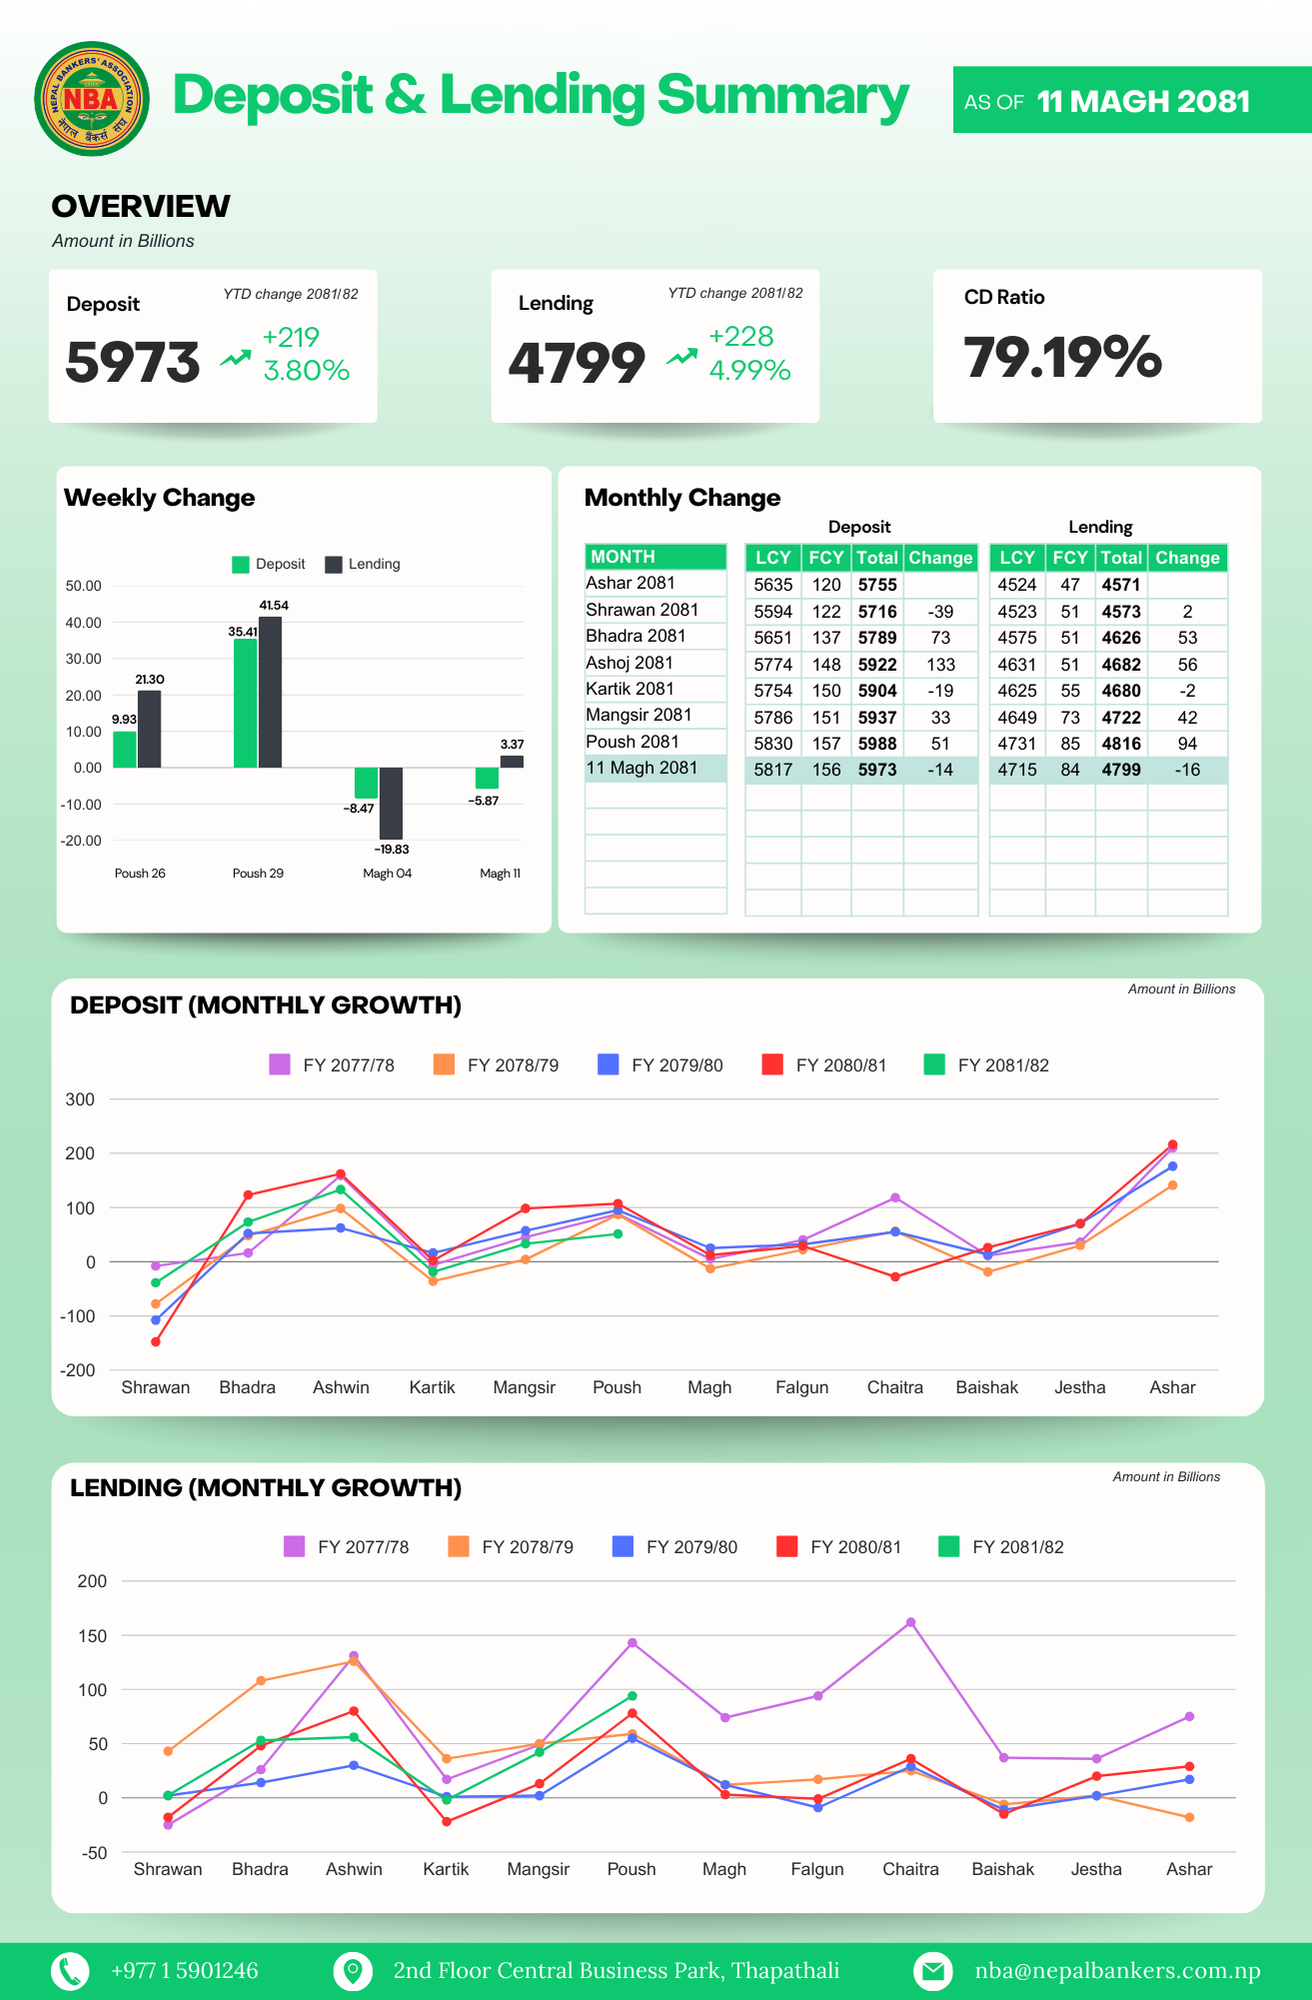 NEPAL BANKERS' ASSOCIATION
NBA
नेपाल बैंकर्स संघ
Deposit & Lending Summary
AS OF 11 MAGH 2081
OVERVIEW
Amount in Billions
Deposit
YTD change 2081/82
5973
+219
3.80%
Lending
YTD change 2081/82
4799
+228
4.99%
CD Ratio
79.19%
Weekly Change
Deposit Lending
50.00
40.00
30.00
20.00
10.00
0.00
-10.00
-20.00
9.93
21.30
35.41
41.54
-8.47
-19.83
-5.87
3.37
Poush 26 Poush 29 Magh 04 Magh 11
Monthly Change
Deposit Lending
MONTH LCY FCY Total Change LCY FCY Total Change
Ashar 2081 5635 120 5755 4524 47 4571
Shrawan 2081 5594 122 5716 -39 4523 51 4573 2
Bhadra 2081 5651 137 5789 73 4575 51 4626 53
Ashoj 2081 5774 148 5922 133 4631 51 4682 56
Kartik 2081 5754 150 5904 -19 4625 55 4680 -2
Mangsir 2081 5786 151 5937 33 4649 73 4722 42
Poush 2081 5830 157 5988 51 4731 85 4816 94
11 Magh 2081 5817 156 5973 -14 4715 84 4799 -16
DEPOSIT (MONTHLY GROWTH)
Amount in Billions
FY 2077/78 FY 2078/79 FY 2079/80 FY 2080/81 FY 2081/82
300
200
100
0
-100
-200
Shrawan Bhadra Ashwin Kartik Mangsir Poush Magh Falgun Chaitra Baishak Jestha Ashar
LENDING (MONTHLY GROWTH)
Amount in Billions
FY 2077/78 FY 2078/79 FY 2079/80 FY 2080/81 FY 2081/82
200
150
100
50
0
-50
Shrawan Bhadra Ashwin Kartik Mangsir Poush Magh Falgun Chaitra Baishak Jestha Ashar
+977 1 5901246 2nd Floor Central Business Park, Thapathali nba@nepalbankers.com.np